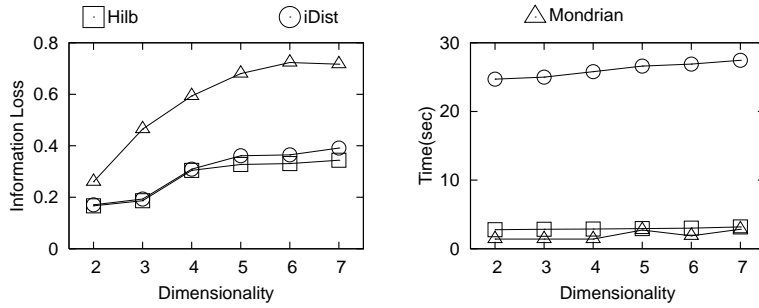 Hilb iDist Mondrian
0.8
0.6
0.4
0.2
0
2 3 4 5 6 7
Dimensionality
Information Loss
30
20
10
0
2 3 4 5 6 7
Dimensionality
Time(sec)